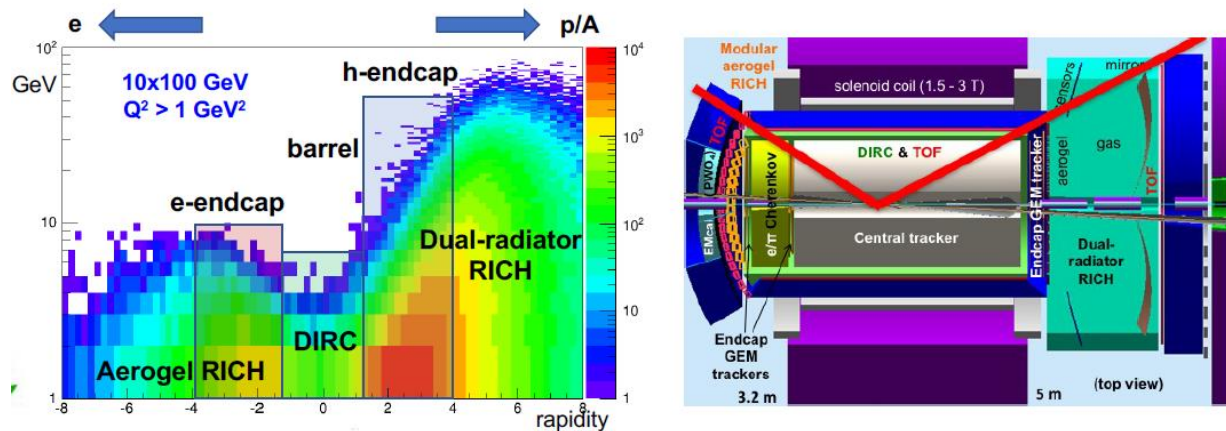 e
p/A
10²
GeV
10
1
10x100 GeV
Q² > 1 GeV²
h-endcap
barrel
e-endcap
Dual-radiator
RICH
DIRC
Aerogel RICH
-8 -6 -4 -2 0 2 4 6 8
rapidity
10⁴
10³
10²
10
1
Modular
aerogel
RICH
solenoid coil (1.5 - 3 T)
sensors
mirror
TOF
DIRC & TOF
aerogel
gas
TOF
PWO4
EMcal
e/π Cherenkov
Central tracker
Endcap GEM tracker
Dual-
radiator
RICH
Endcap
GEM
trackers
3.2 m
5 m
(top view)